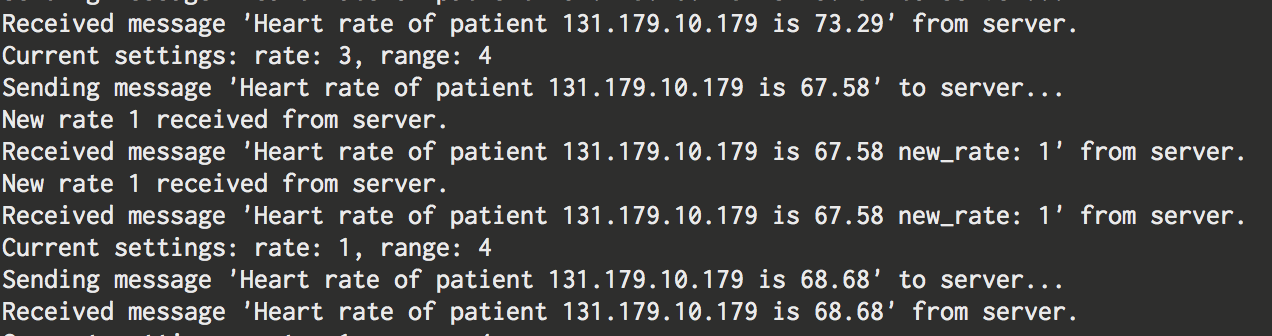 Received message 'Heart rate of patient 131.179.10.179 is 73.29' from server.
Current settings: rate: 3, range: 4
Sending message 'Heart rate of patient 131.179.10.179 is 67.58' to server...
New rate 1 received from server.
Received message 'Heart rate of patient 131.179.10.179 is 67.58 new_rate: 1' from server.
New rate 1 received from server.
Received message 'Heart rate of patient 131.179.10.179 is 67.58 new_rate: 1' from server.
Current settings: rate: 1, range: 4
Sending message 'Heart rate of patient 131.179.10.179 is 68.68' to server...
Received message 'Heart rate of patient 131.179.10.179 is 68.68' from server.